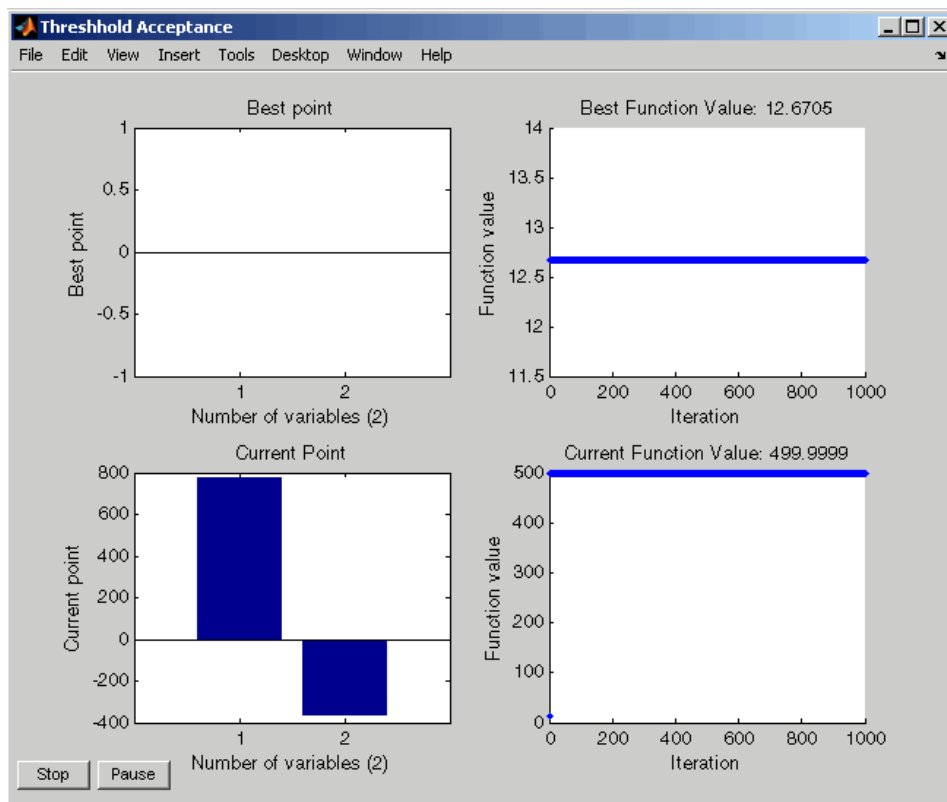 Threshhold Acceptance
File Edit View Insert Tools Desktop Window Help
Best point
1
0.5
0
-0.5
-1
Best point
1 2
Number of variables (2)
Best Function Value: 12.6705
14
13.5
13
12.5
12
11.5
Function value
0 200 400 600 800 1000
Iteration
Current Point
800
600
400
200
0
-200
-400
Current point
1 2
Number of variables (2)
Current Function Value: 499.9999
500
400
300
200
100
0
Function value
0 200 400 600 800 1000
Iteration
Stop Pause